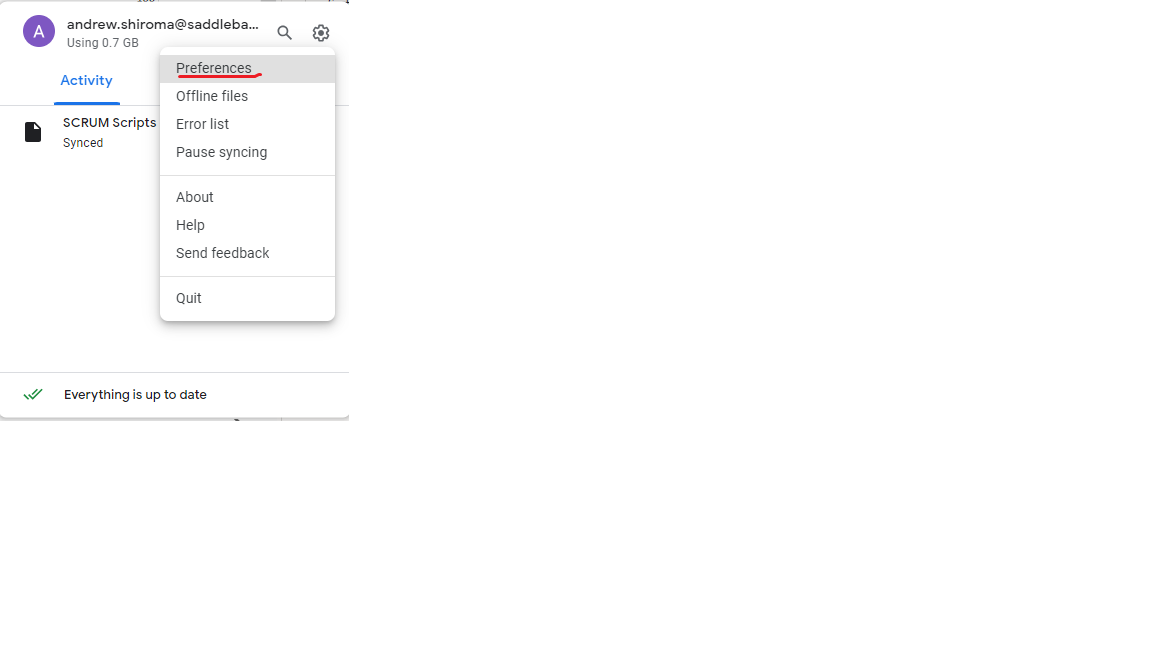 A
andrew.shiroma@saddleba...
Using 0.7 GB
Activity
SCRUM Scripts
Synced
Preferences
Offline files
Error list
Pause syncing
About
Help
Send feedback
Quit
Everything is up to date